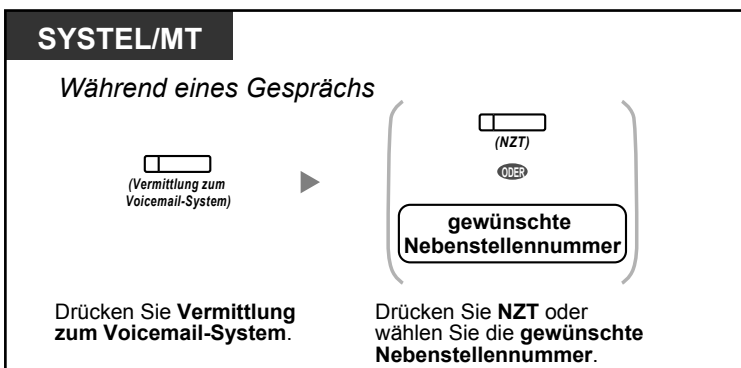 SYSTEL/MT
Während eines Gesprächs
(Vermittlung zum
Voicemail-System)
(NZT)
ODER
gewünschte
Nebenstellennummer
Drücken Sie Vermittlung
zum Voicemail-System.
Drücken Sie NZT oder
wählen Sie die gewünschte
Nebenstellennummer.